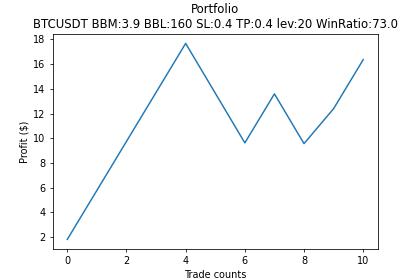 Portfolio
BTCUSDT BBM:3.9 BBL:160 SL:0.4 TP:0.4 lev:20 WinRatio:73.0
Profit ($)
18
16
14
12
10
8
6
4
2
0 2 4 6 8 10
Trade counts